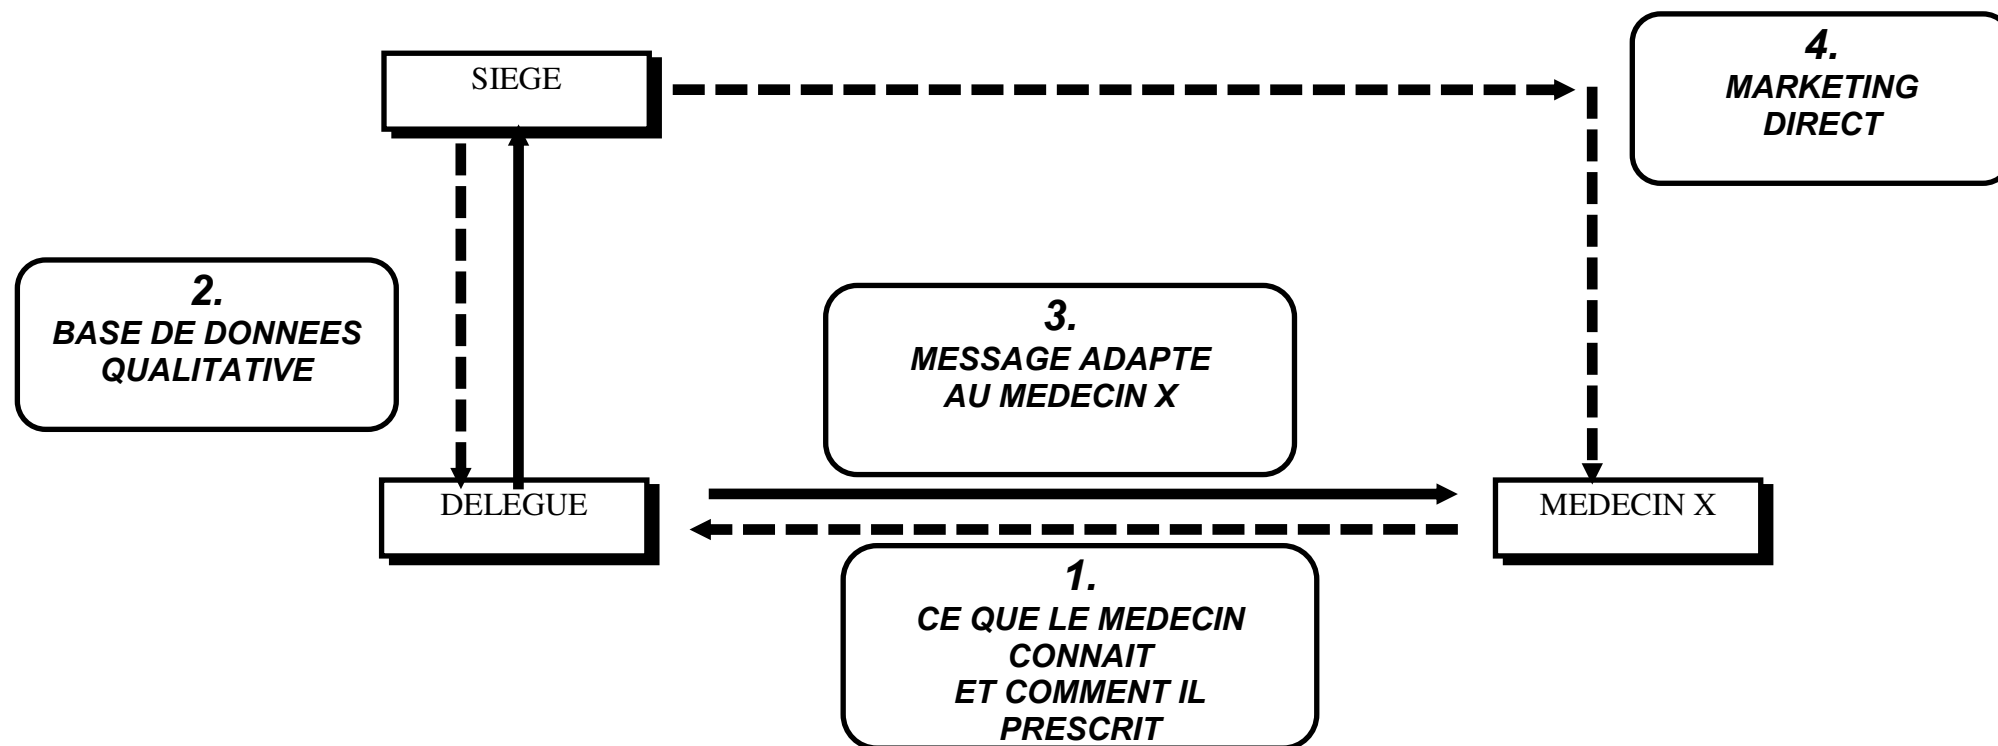 SIEGE
4.
MARKETING
DIRECT
2.
BASE DE DONNEES
QUALITATIVE
3.
MESSAGE ADAPTE
AU MEDECIN X
DELEGUE
MEDECIN X
1.
CE QUE LE MEDECIN
CONNAIT
ET COMMENT IL
PRESCRIT